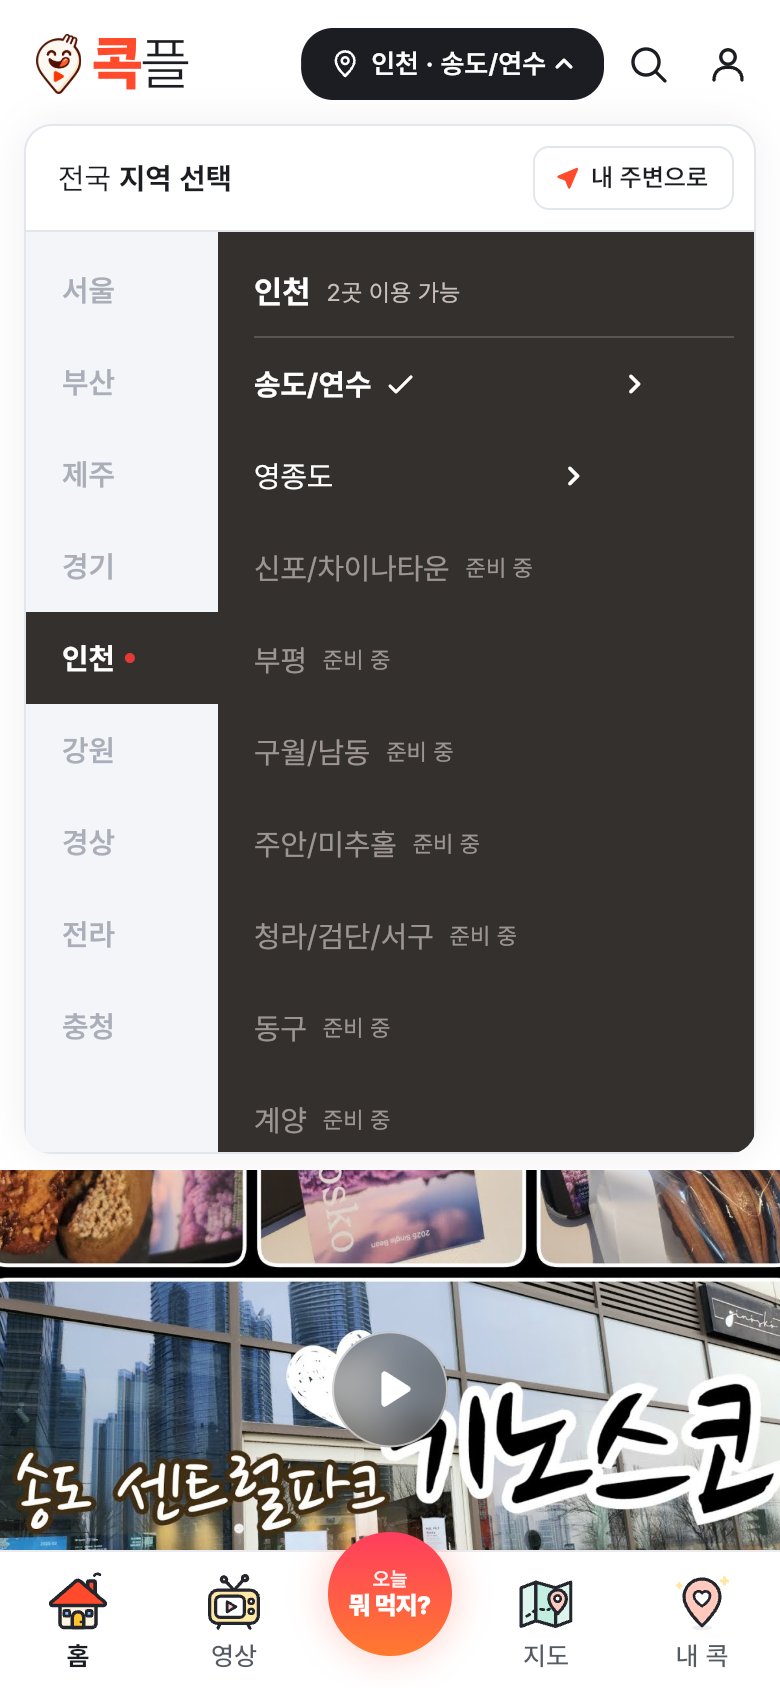 콕플
인천 · 송도/연수
전국 지역 선택
내 주변으로
서울
부산
제주
경기
인천
강원
경상
전라
충청
인천 2곳 이용 가능
송도/연수
영종도
신포/차이나타운 준비 중
부평 준비 중
구월/남동 준비 중
주안/미추홀 준비 중
청라/검단/서구 준비 중
동구 준비 중
계양 준비 중
osko
2025 Single Bean
ginosko
송도 센트럴파크
기노스코
홈
영상
오늘
뭐 먹지?
지도
내 콕